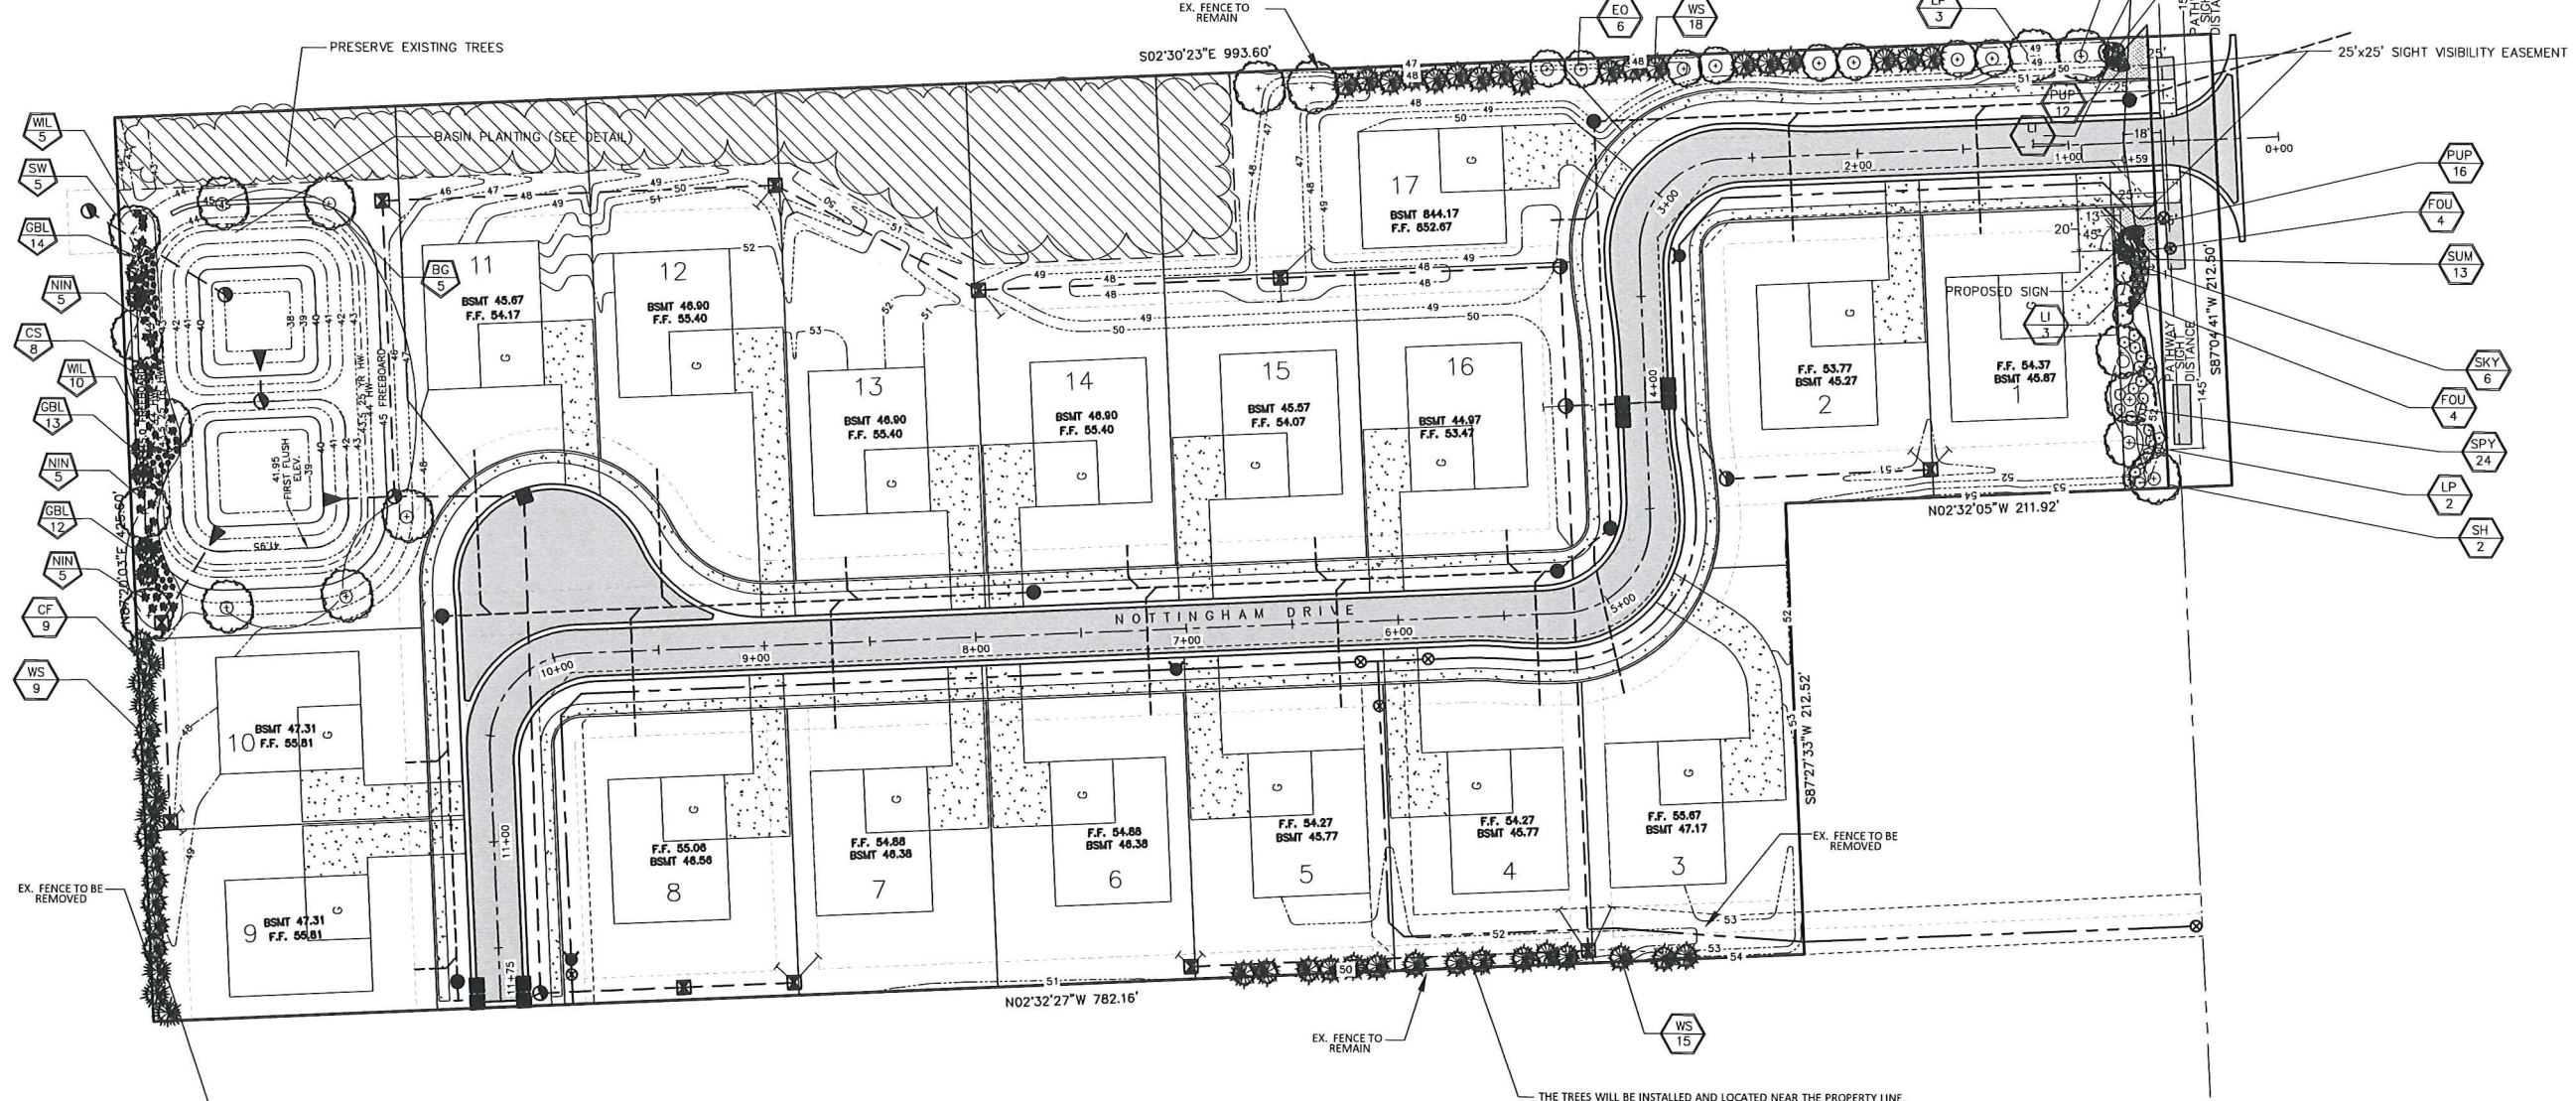 EX. FENCE TO
REMAIN
EO
6
WS
18
LP
3
PRESERVE EXISTING TREES
S02°30'23"E 993.60'
25'x25' SIGHT VISIBILITY EASEMENT
BASIN PLANTING (SEE DETAIL)
WIL
5
SW
5
GBL
14
NIN
5
CS
8
WIL
10
GBL
13
NIN
5
GBL
12
NIN
5
CF
9
WS
9
BG
5
PUP
12
LI
PUP
16
FOU
4
SUM
13
SKY
6
FOU
4
SPY
24
LP
2
SH
2
LI
3
PROPOSED SIGN
PATHWAY
SIGHT
DISTANCE
145'
S87°04'41"W 212.50'
0+00
0+59
1+00
2+00
3+00
4+00
5+00
6+00
7+00
8+00
9+00
10+00
11+00
11+75
18'
25'
13'
20'
45'
11
BSMT 45.67
F.F. 54.17
G
12
BSMT 46.90
F.F. 55.40
G
13
BSMT 46.90
F.F. 55.40
G
14
BSMT 46.90
F.F. 55.40
G
15
BSMT 45.57
F.F. 54.07
G
16
BSMT 44.97
F.F. 53.47
G
17
BSMT 844.17
F.F. 852.67
G
2
F.F. 53.77
BSMT 45.27
G
1
F.F. 54.37
BSMT 45.87
G
41.95
FIRST FLUSH
ELEV.
41.95
45 FREEBOARD
N02°32'05"W 211.92'
NOTTINGHAM DRIVE
S87°27'33"W 212.52'
10
BSMT 47.31
F.F. 55.81
G
9
BSMT 47.31
F.F. 55.81
G
8
F.F. 55.06
BSMT 46.56
G
7
F.F. 54.88
BSMT 46.38
G
6
F.F. 54.88
BSMT 46.38
G
5
F.F. 54.27
BSMT 45.77
G
4
F.F. 54.27
BSMT 45.77
G
3
F.F. 55.67
BSMT 47.17
G
EX. FENCE TO BE
REMOVED
EX. FENCE TO BE
REMOVED
N02°32'27"W 782.16'
EX. FENCE TO
REMAIN
WS
15
THE TREES WILL BE INSTALLED AND LOCATED NEAR THE PROPERTY LINE.